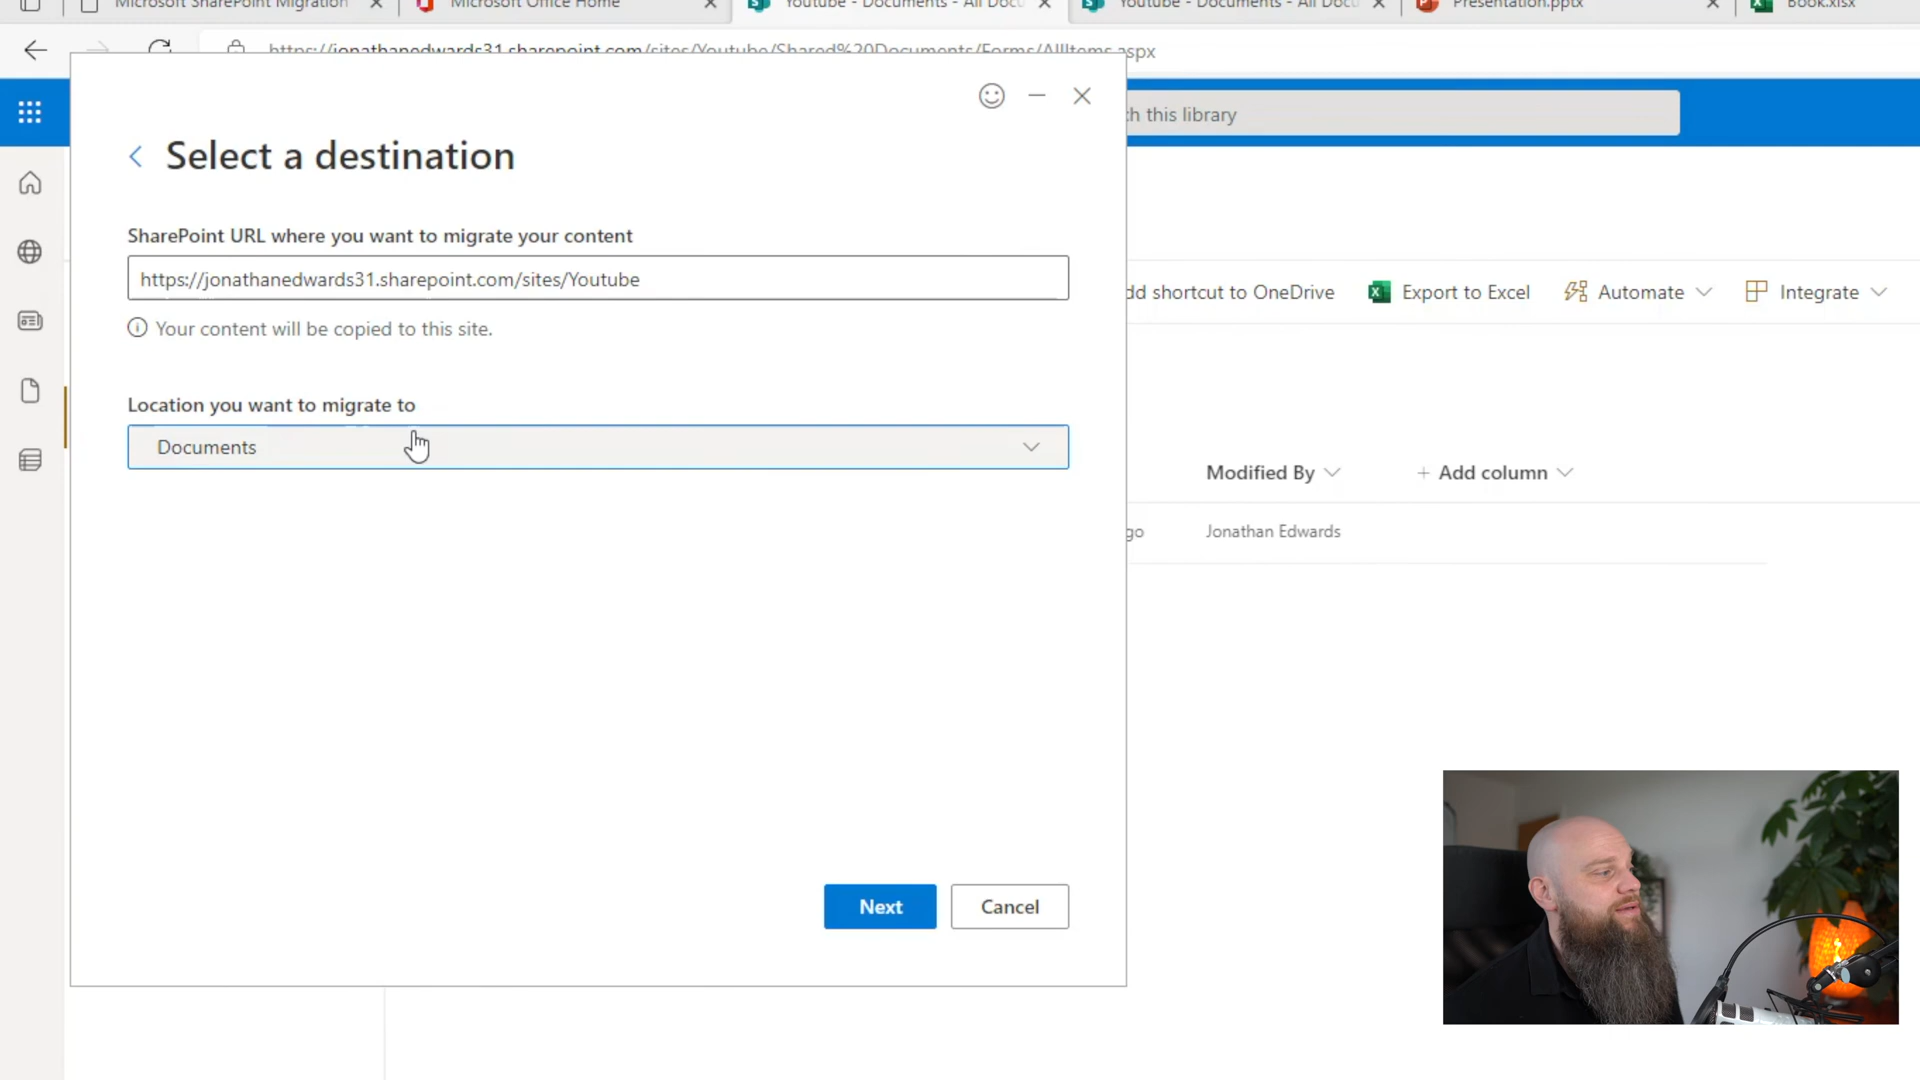 Microsoft SharePoint Migration
Microsoft Office Home
Youtube - Documents - All Docu
Youtube - Documents - All Docu
Presentation.pptx
Book.xlsx
https://jonathanedwards31.sharepoint.com/sites/Youtube/Shared%20Documents/Forms/AllItems.aspx
ch this library
Select a destination
SharePoint URL where you want to migrate your content
https://jonathanedwards31.sharepoint.com/sites/Youtube
Your content will be copied to this site.
dd shortcut to OneDrive
Export to Excel
Automate
Integrate
Location you want to migrate to
Documents
Modified By
+ Add column
go
Jonathan Edwards
Next
Cancel